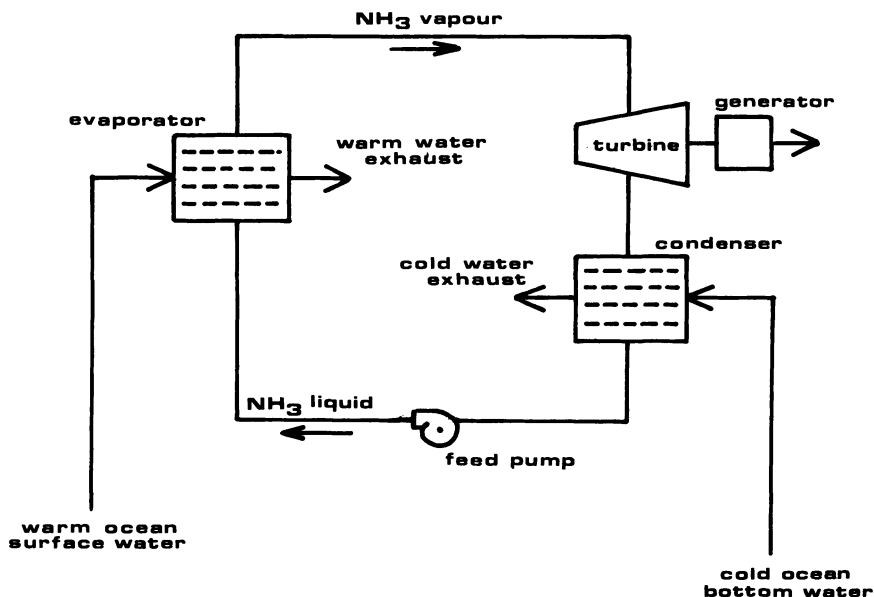 NH3 vapour
generator
evaporator
warm water
exhaust
turbine
condenser
cold water
exhaust
NH3 liquid
feed pump
warm ocean
surface water
cold ocean
bottom water